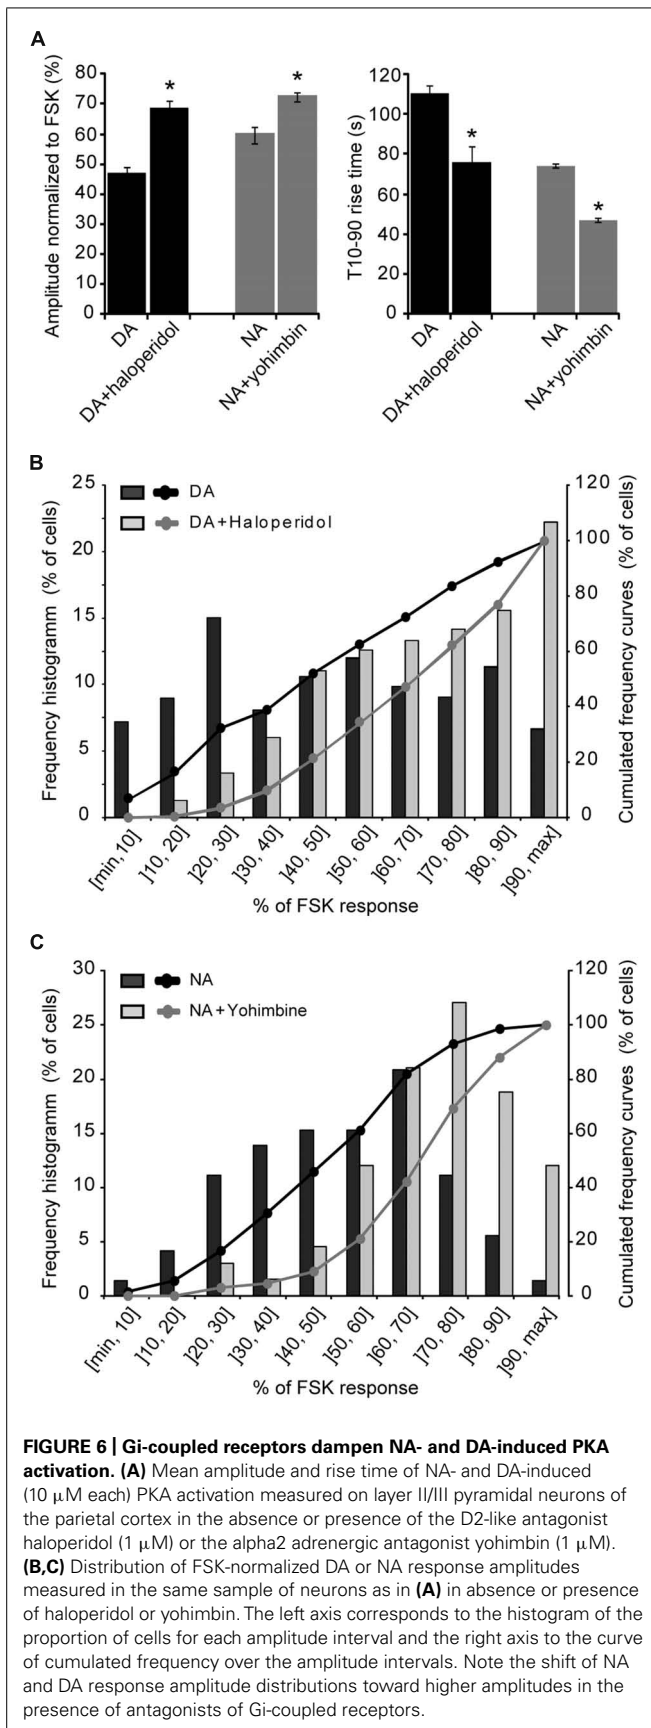 A
Amplitude normalized to FSK (%)
80
70
60
50
40
30
20
10
0
*
*
DA
DA+haloperidol
NA
NA+yohimbin
T10-90 rise time (s)
120
100
80
60
40
20
0
*
*
DA
DA+haloperidol
NA
NA+yohimbin
B
Frequency histogramm (% of cells)
25
20
15
10
5
0
DA
DA+Haloperidol
120
100
80
60
40
20
0
Cumulated frequency curves (% of cells)
[min, 10]
]10, 20]
]20, 30]
]30, 40]
]40, 50]
]50, 60]
]60, 70]
]70, 80]
]80, 90]
]90, max]
% of FSK response
C
Frequency histogramm (% of cells)
30
25
20
15
10
5
0
NA
NA+Yohimbine
120
100
80
60
40
20
0
Cumulated frequency curves (% of cells)
[min, 10]
]10, 20]
]20, 30]
]30, 40]
]40, 50]
]50, 60]
]60, 70]
]70, 80]
]80, 90]
]90, max]
% of FSK response
FIGURE 6 | Gi-coupled receptors dampen NA- and DA-induced PKA
activation. (A) Mean amplitude and rise time of NA- and DA-induced
(10 μM each) PKA activation measured on layer II/III pyramidal neurons of
the parietal cortex in the absence or presence of the D2-like antagonist
haloperidol (1 μM) or the alpha2 adrenergic antagonist yohimbin (1 μM).
(B,C) Distribution of FSK-normalized DA or NA response amplitudes
measured in the same sample of neurons as in (A) in absence or presence
of haloperidol or yohimbin. The left axis corresponds to the histogram of the
proportion of cells for each amplitude interval and the right axis to the curve
of cumulated frequency over the amplitude intervals. Note the shift of NA
and DA response amplitude distributions toward higher amplitudes in the
presence of antagonists of Gi-coupled receptors.